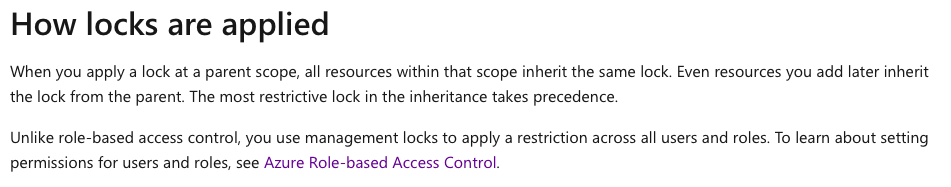 How locks are applied
When you apply a lock at a parent scope, all resources within that scope inherit the same lock. Even resources you add later inherit
the lock from the parent. The most restrictive lock in the inheritance takes precedence.
Unlike role-based access control, you use management locks to apply a restriction across all users and roles. To learn about setting
permissions for users and roles, see Azure Role-based Access Control.